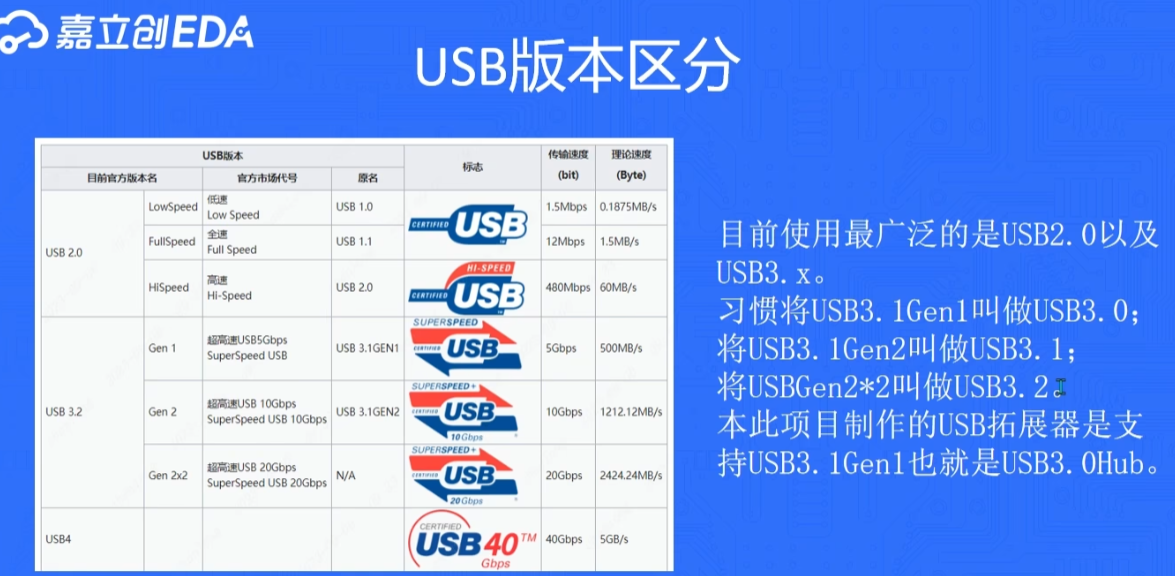 嘉立创EDA
USB版本区分
USB版本
标志
传输速度
(bit)
理论速度
(Byte)
目前官方版本名
官方市场代号
原名
USB 2.0
LowSpeed
低速
Low Speed
USB 1.0
CERTIFIED USB
1.5Mbps
0.1875MB/s
FullSpeed
全速
Full Speed
USB 1.1
12Mbps
1.5MB/s
HiSpeed
高速
Hi-Speed
USB 2.0
HI-SPEED
CERTIFIED USB
480Mbps
60MB/s
USB 3.2
Gen 1
超高速USB5Gbps
SuperSpeed USB
USB 3.1GEN1
SUPERSPEED
CERTIFIED USB
5Gbps
500MB/s
Gen 2
超高速USB 10Gbps
SuperSpeed USB 10Gbps
USB 3.1GEN2
SUPERSPEED+
CERTIFIED USB
10Gbps
10Gbps
1212.12MB/s
Gen 2x2
超高速USB 20Gbps
SuperSpeed USB 20Gbps
N/A
SUPERSPEED+
CERTIFIED USB
20Gbps
20Gbps
2424.24MB/s
USB4
CERTIFIED
USB 40 TM
Gbps
40Gbps
5GB/s
目前使用最广泛的是USB2.0以及
USB3.x。
习惯将USB3.1Gen1叫做USB3.0；
将USB3.1Gen2叫做USB3.1；
将USBGen2*2叫做USB3.2。
本此项目制作的USB拓展器是支
持USB3.1Gen1也就是USB3.0Hub。